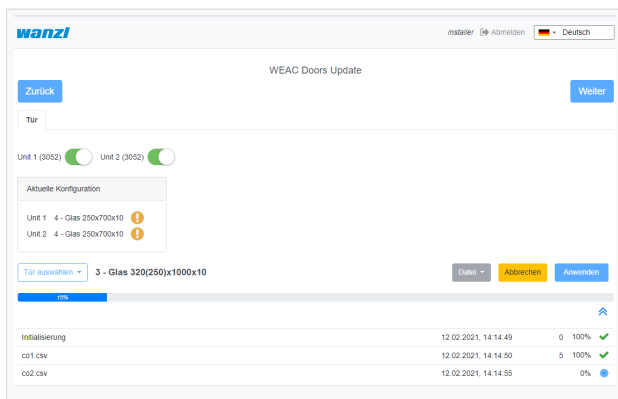 wanzl
installer Abmelden Deutsch
WEAC Doors Update
Zurück Weiter
Tür
Unit 1 (3052) Unit 2 (3052)
Aktuelle Konfiguration
Unit 1 4 - Glas 250x700x10
Unit 2 4 - Glas 250x700x10
Tür auswählen 3 - Glas 320(250)x1000x10 Datei Abbrechen Anwenden
15%
Initialisierung 12.02.2021, 14:14:49 0 100%
co1.csv 12.02.2021, 14:14:50 5 100%
co2.csv 12.02.2021, 14:14:55 0%